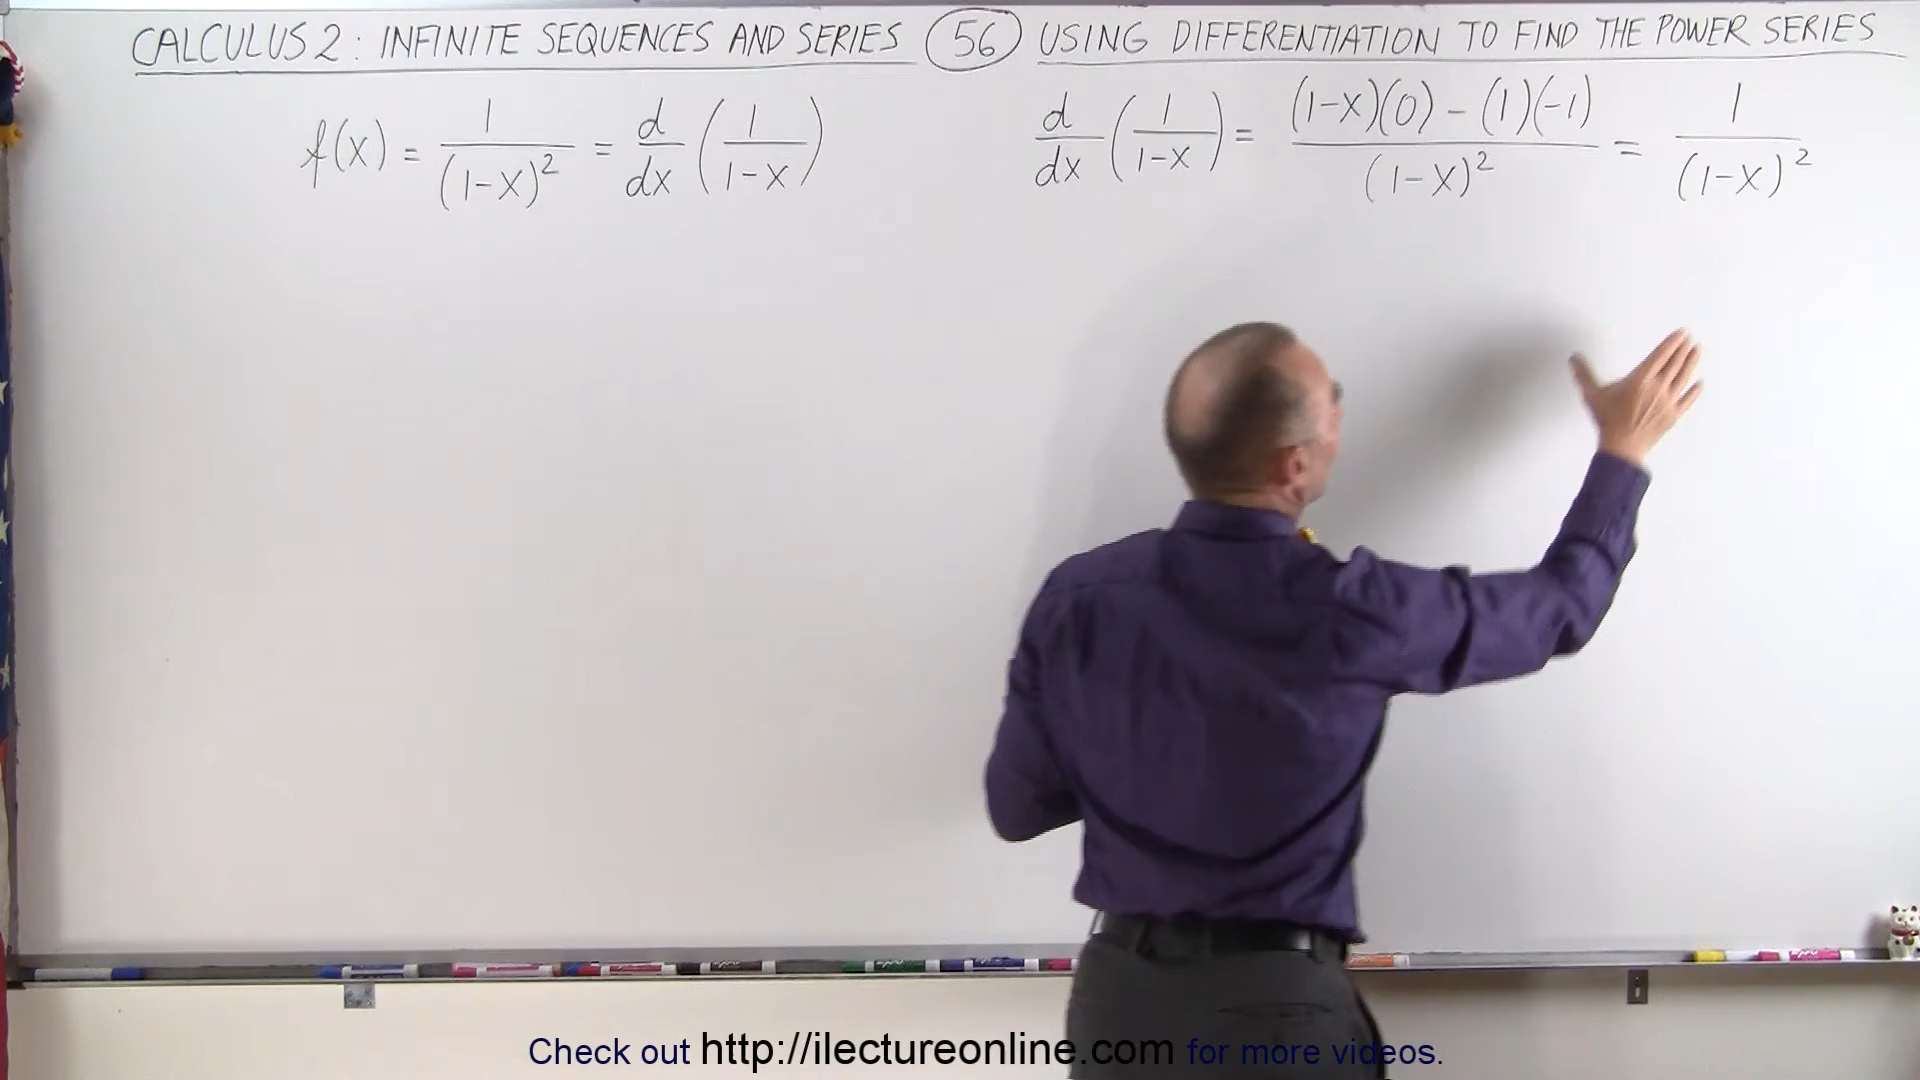 CALCULUS 2: INFINITE SEQUENCES AND SERIES 56 USING DIFFERENTIATION TO FIND THE POWER SERIES
f(x) = 1/(1-x)² = d/dx (1/(1-x))
d/dx (1/(1-x)) = ((1-x)(0) - (1)(-1))/(1-x)² = 1/(1-x)²
Check out http://ilectureonline.com for more videos.